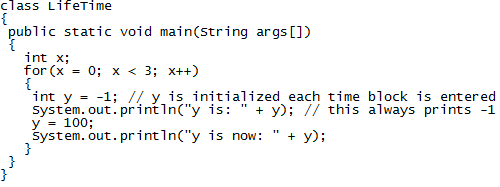 class LifeTime
{
public static void main(String args[])
{
int x;
for(x = 0; x < 3; x++)
{
int y = -1; // y is initialized each time block is entered
System.out.println("y is: " + y); // this always prints -1
y = 100;
System.out.println("y is now: " + y);
}
}
}